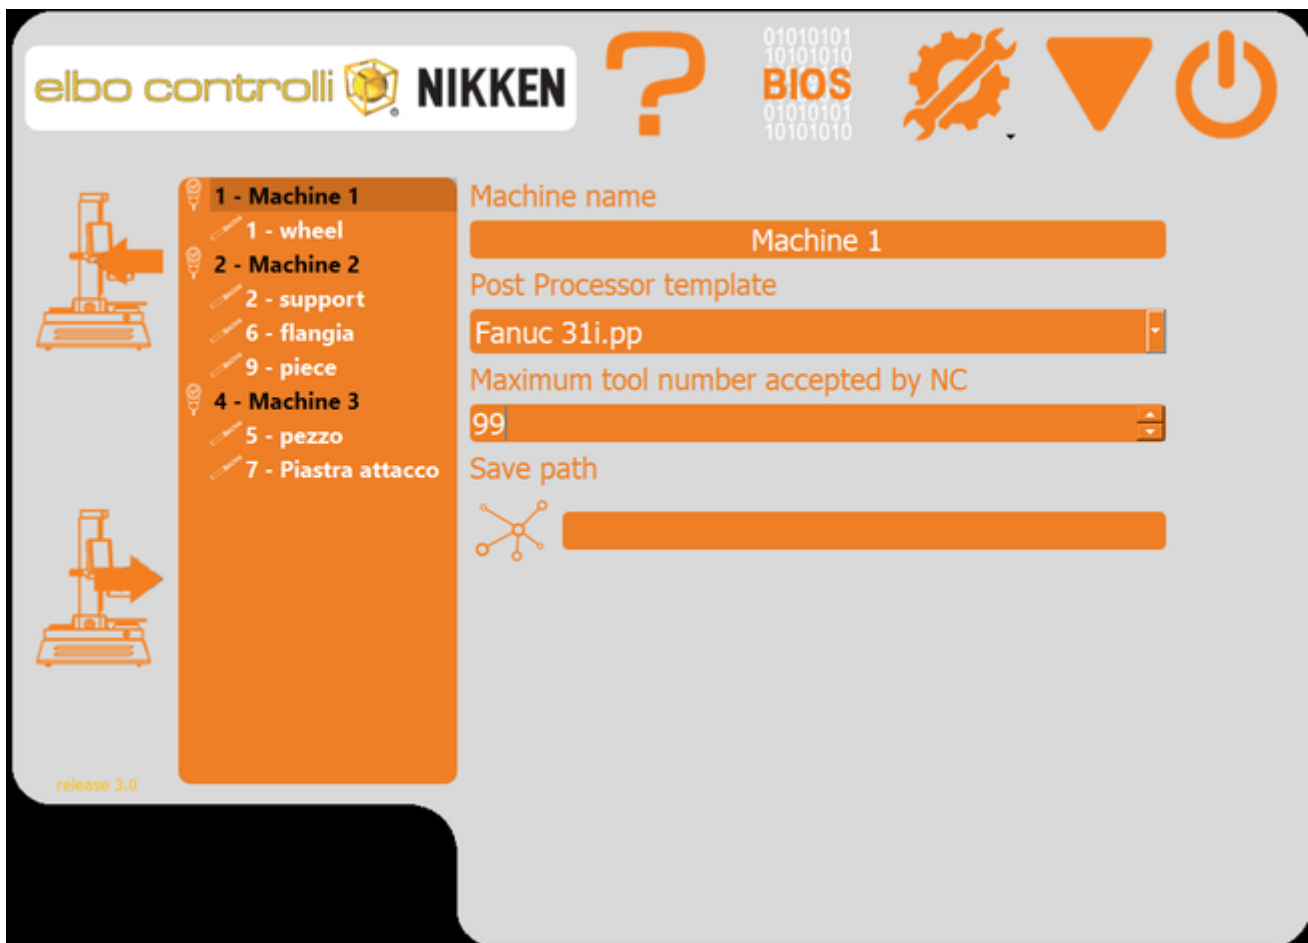 elbo controlli NIKKEN
01010101
10101010
BIOS
01010101
10101010
1 - Machine 1
1 - wheel
2 - Machine 2
2 - support
6 - flangia
9 - piece
4 - Machine 3
5 - pezzo
7 - Piastra attacco
Machine name
Machine 1
Post Processor template
Fanuc 31i.pp
Maximum tool number accepted by NC
99
Save path
release 3.0